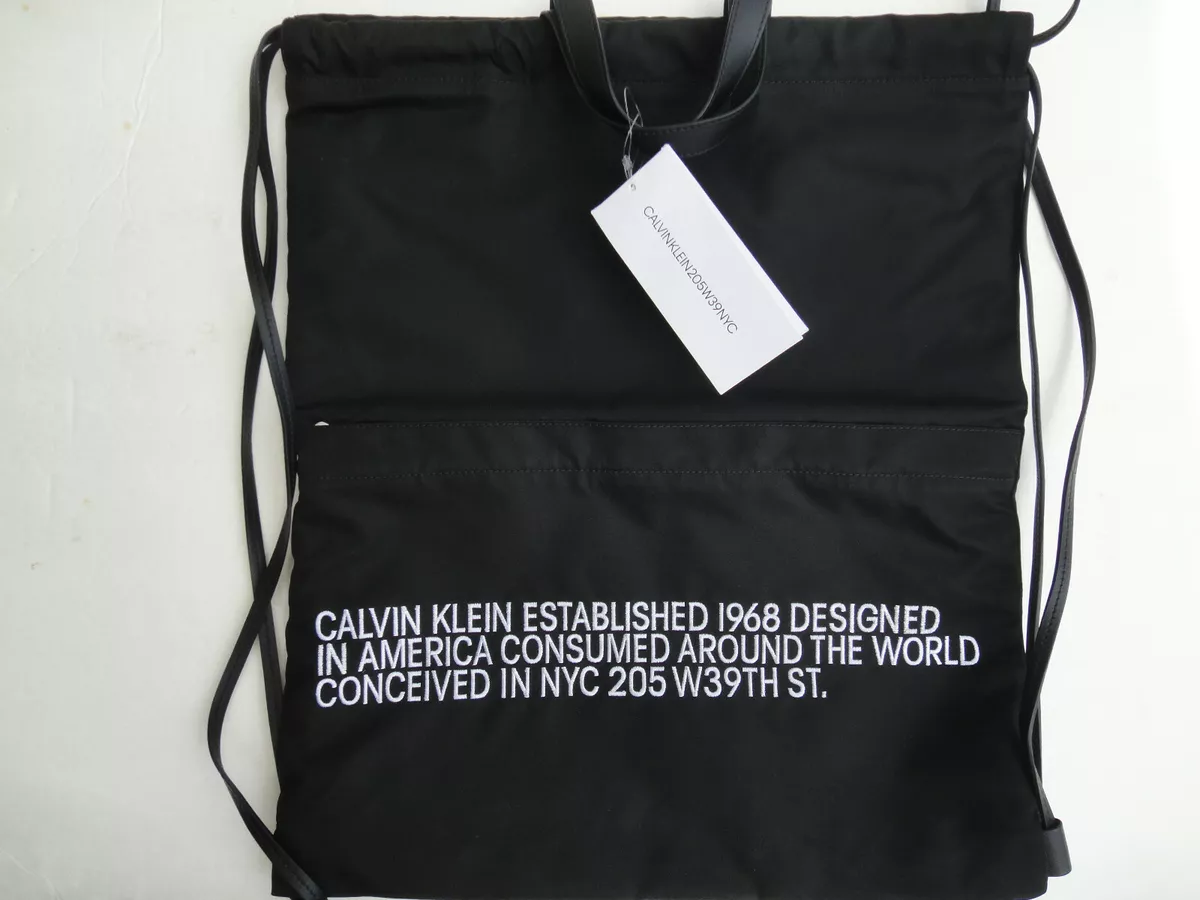 CALVINKLEIN205W39NYC
CALVIN KLEIN ESTABLISHED 1968 DESIGNED
IN AMERICA CONSUMED AROUND THE WORLD
CONCEIVED IN NYC 205 W39TH ST.